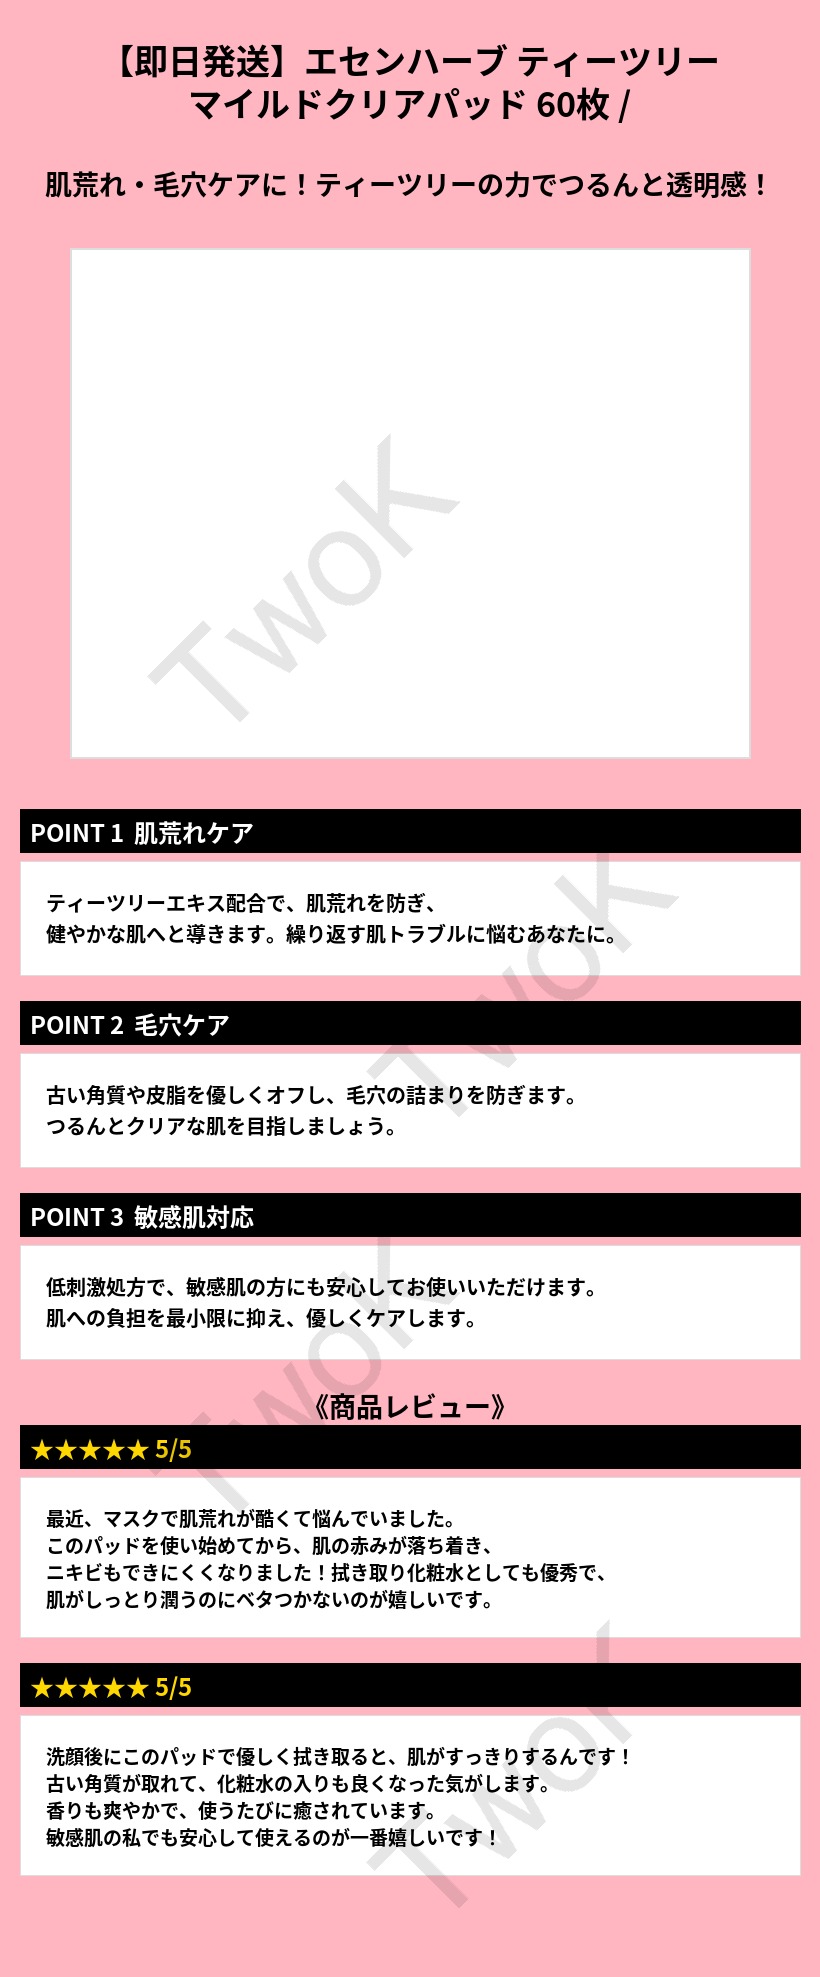 【即日発送】エセンハーブ ティーツリー
マイルドクリアパッド 60枚 /
肌荒れ・毛穴ケアに！ティーツリーの力でつるんと透明感！
TwoK
POINT 1 肌荒れケア
ティーツリーエキス配合で、肌荒れを防ぎ、
健やかな肌へと導きます。繰り返す肌トラブルに悩むあなたに。
TwoK
POINT 2 毛穴ケア
古い角質や皮脂を優しくオフし、毛穴の詰まりを防ぎます。
つるんとクリアな肌を目指しましょう。
POINT 3 敏感肌対応
低刺激処方で、敏感肌の方にも安心してお使いいただけます。
肌への負担を最小限に抑え、優しくケアします。
TwoK
《商品レビュー》
★★★★★ 5/5
最近、マスクで肌荒れが酷くて悩んでいました。
このパッドを使い始めてから、肌の赤みが落ち着き、
ニキビもできにくくなりました！拭き取り化粧水としても優秀で、
肌がしっとり潤うのにベタつかないのが嬉しいです。
★★★★★ 5/5
洗顔後にこのパッドで優しく拭き取ると、肌がすっきりするんです！
古い角質が取れて、化粧水の入りも良くなった気がします。
香りも爽やかで、使うたびに癒されています。
敏感肌の私でも安心して使えるのが一番嬉しいです！
TwoK